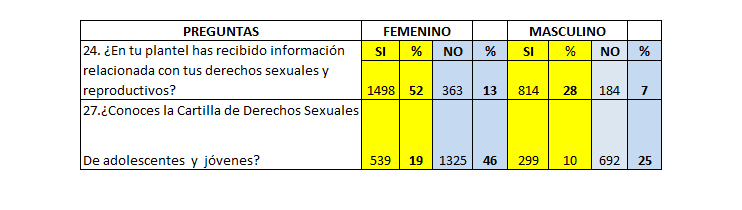 PREGUNTAS FEMENINO MASCULINO
24. ¿En tu plantel has recibido información SI % NO % SI % NO %
relacionada con tus derechos sexuales y
reproductivos? 1498 52 363 13 814 28 184 7
27.¿Conoces la Cartilla de Derechos Sexuales
De adolescentes y jóvenes? 539 19 1325 46 299 10 692 25